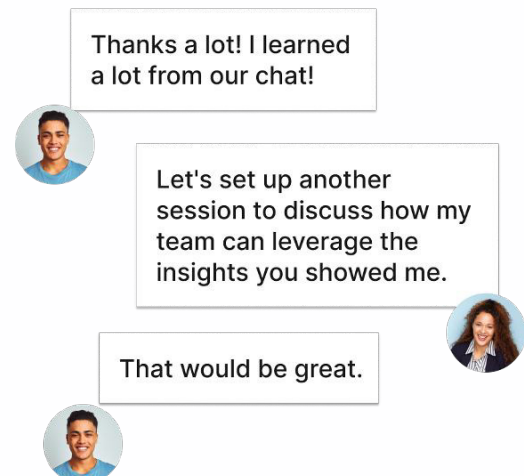 Thanks a lot! I learned
a lot from our chat!
Let's set up another
session to discuss how my
team can leverage the
insights you showed me.
That would be great.